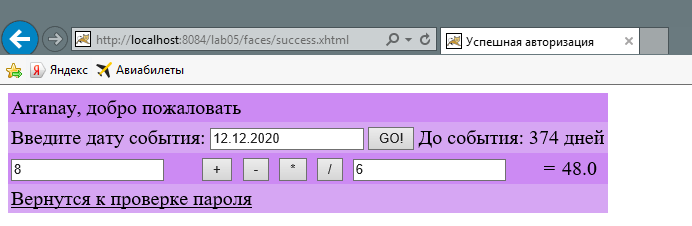 http://localhost:8084/lab05/faces/success.xhtml
Успешная авторизация
Яндекс Авиабилеты
Arranay, добро пожаловать
Введите дату события: 12.12.2020 GO! До события: 374 дней
8 + - * / 6 = 48.0
Вернутся к проверке пароля